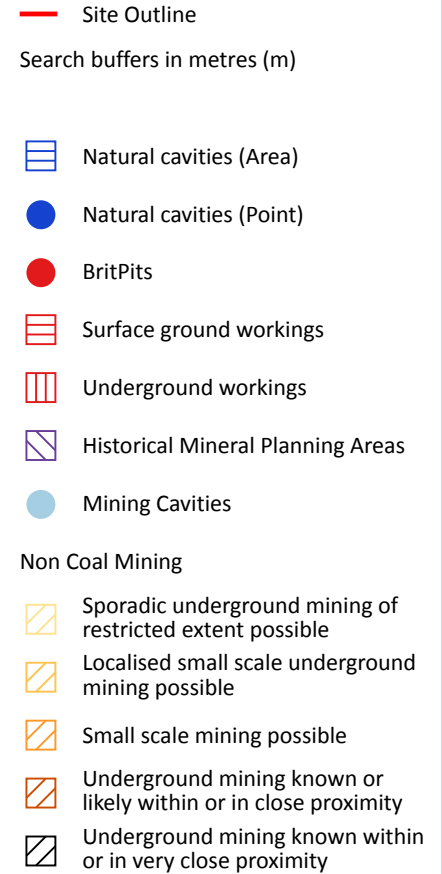 Site Outline
Search buffers in metres (m)
Natural cavities (Area)
Natural cavities (Point)
BritPits
Surface ground workings
Underground workings
Historical Mineral Planning Areas
Mining Cavities
Non Coal Mining
Sporadic underground mining of
restricted extent possible
Localised small scale underground
mining possible
Small scale mining possible
Underground mining known or
likely within or in close proximity
Underground mining known within
or in very close proximity